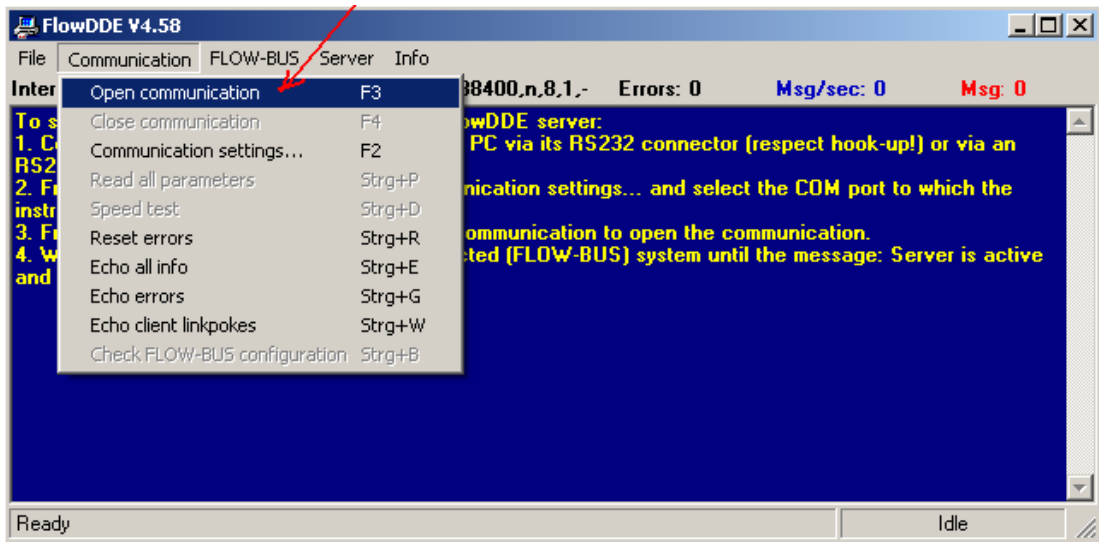 FlowDDE V4.58
File Communication FLOW-BUS Server Info
Inter 38400,n,8,1,- Errors: 0 Msg/sec: 0 Msg: 0
Open communication F3
Close communication F4
Communication settings... F2
Read all parameters Strg+P
Speed test Strg+D
Reset errors Strg+R
Echo all info Strg+E
Echo errors Strg+G
Echo client linkpokes Strg+W
Check FLOW-BUS configuration Strg+B
To s owDDE server:
1. C PC via its RS232 connector (respect hook-up!) or via an
RS2
2. Fr nication settings... and select the COM port to which the
instr
3. Fr ommunication to open the communication.
4. W cted (FLOW-BUS) system until the message: Server is active
and
Ready Idle